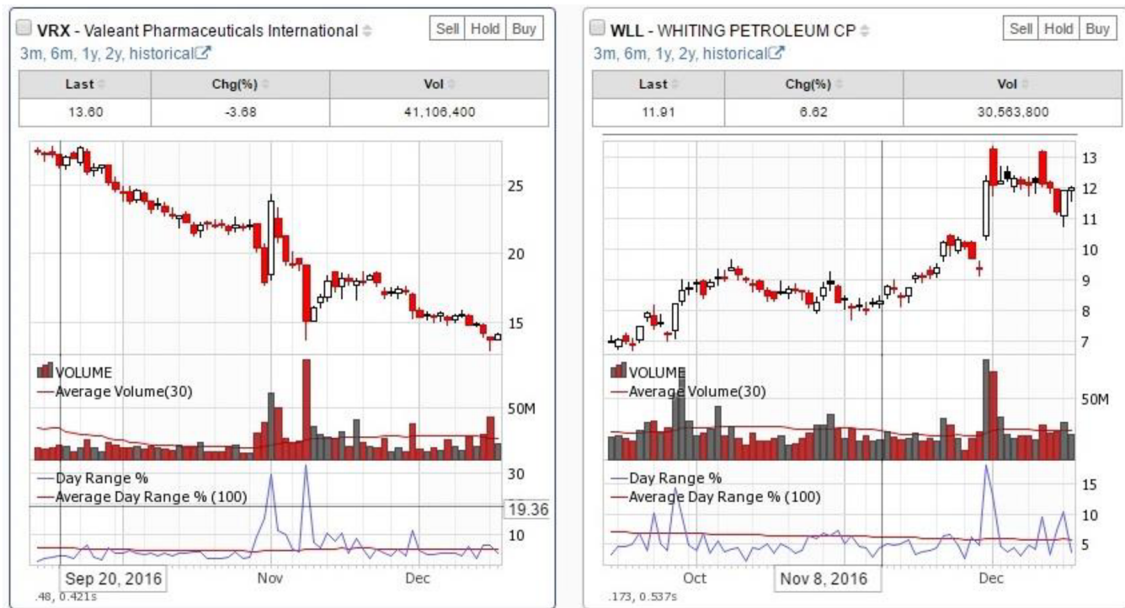 VRX - Valeant Pharmaceuticals International
Sell Hold Buy
3m, 6m, 1y, 2y, historical
Last Chg(%) Vol
13.60 -3.68 41,106,400
25
20
15
VOLUME
Average Volume(30)
50M
Day Range %
Average Day Range % (100)
30
19.36
10
Sep 20, 2016 Nov Dec
.48, 0.421s
WLL - WHITING PETROLEUM CP
Sell Hold Buy
3m, 6m, 1y, 2y, historical
Last Chg(%) Vol
11.91 6.62 30,563,800
13
12
11
10
9
8
7
VOLUME
Average Volume(30)
50M
Day Range %
Average Day Range % (100)
15
10
5
Oct Nov 8, 2016 Dec
.173, 0.537s